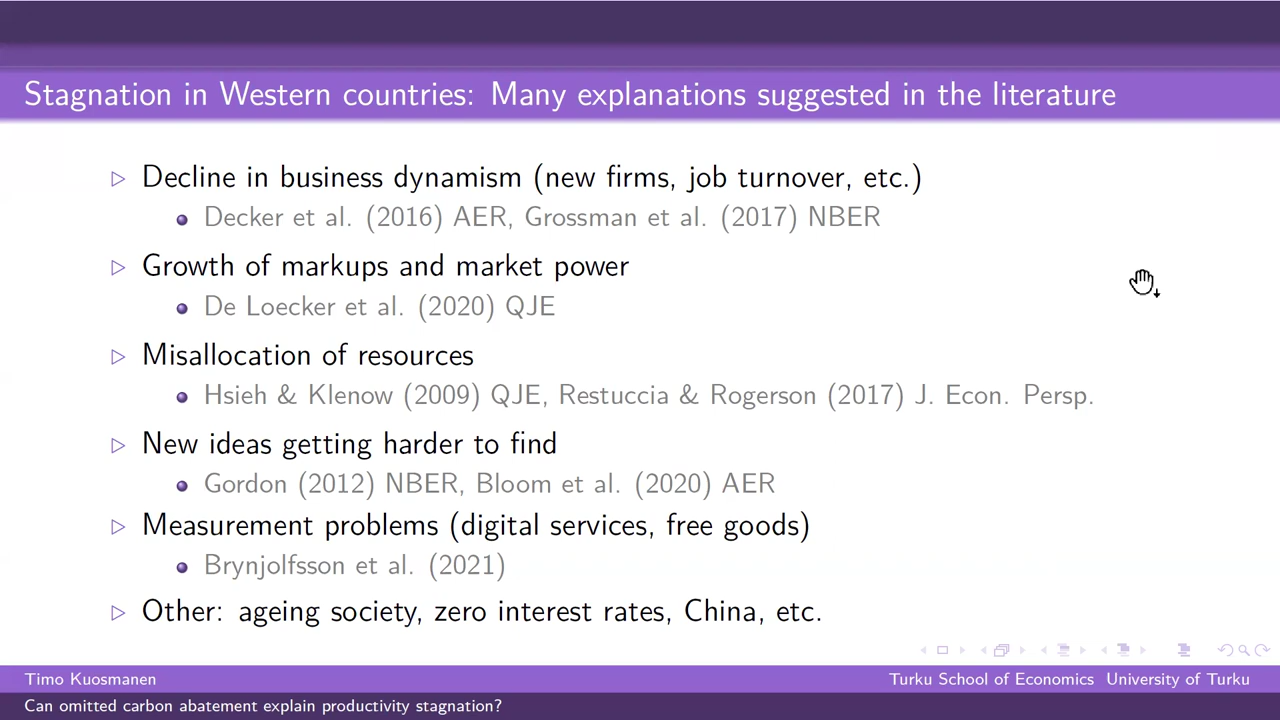 Stagnation in Western countries: Many explanations suggested in the literature
Decline in business dynamism (new firms, job turnover, etc.)
Decker et al. (2016) AER, Grossman et al. (2017) NBER
Growth of markups and market power
De Loecker et al. (2020) QJE
Misallocation of resources
Hsieh & Klenow (2009) QJE, Restuccia & Rogerson (2017) J. Econ. Persp.
New ideas getting harder to find
Gordon (2012) NBER, Bloom et al. (2020) AER
Measurement problems (digital services, free goods)
Brynjolfsson et al. (2021)
Other: ageing society, zero interest rates, China, etc.
Timo Kuosmanen
Turku School of Economics University of Turku
Can omitted carbon abatement explain productivity stagnation?